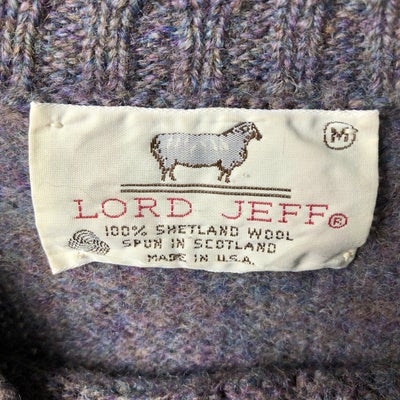 M
LORD JEFF®
100% SHETLAND WOOL
SPUN IN SCOTLAND
MADE IN U.S.A.